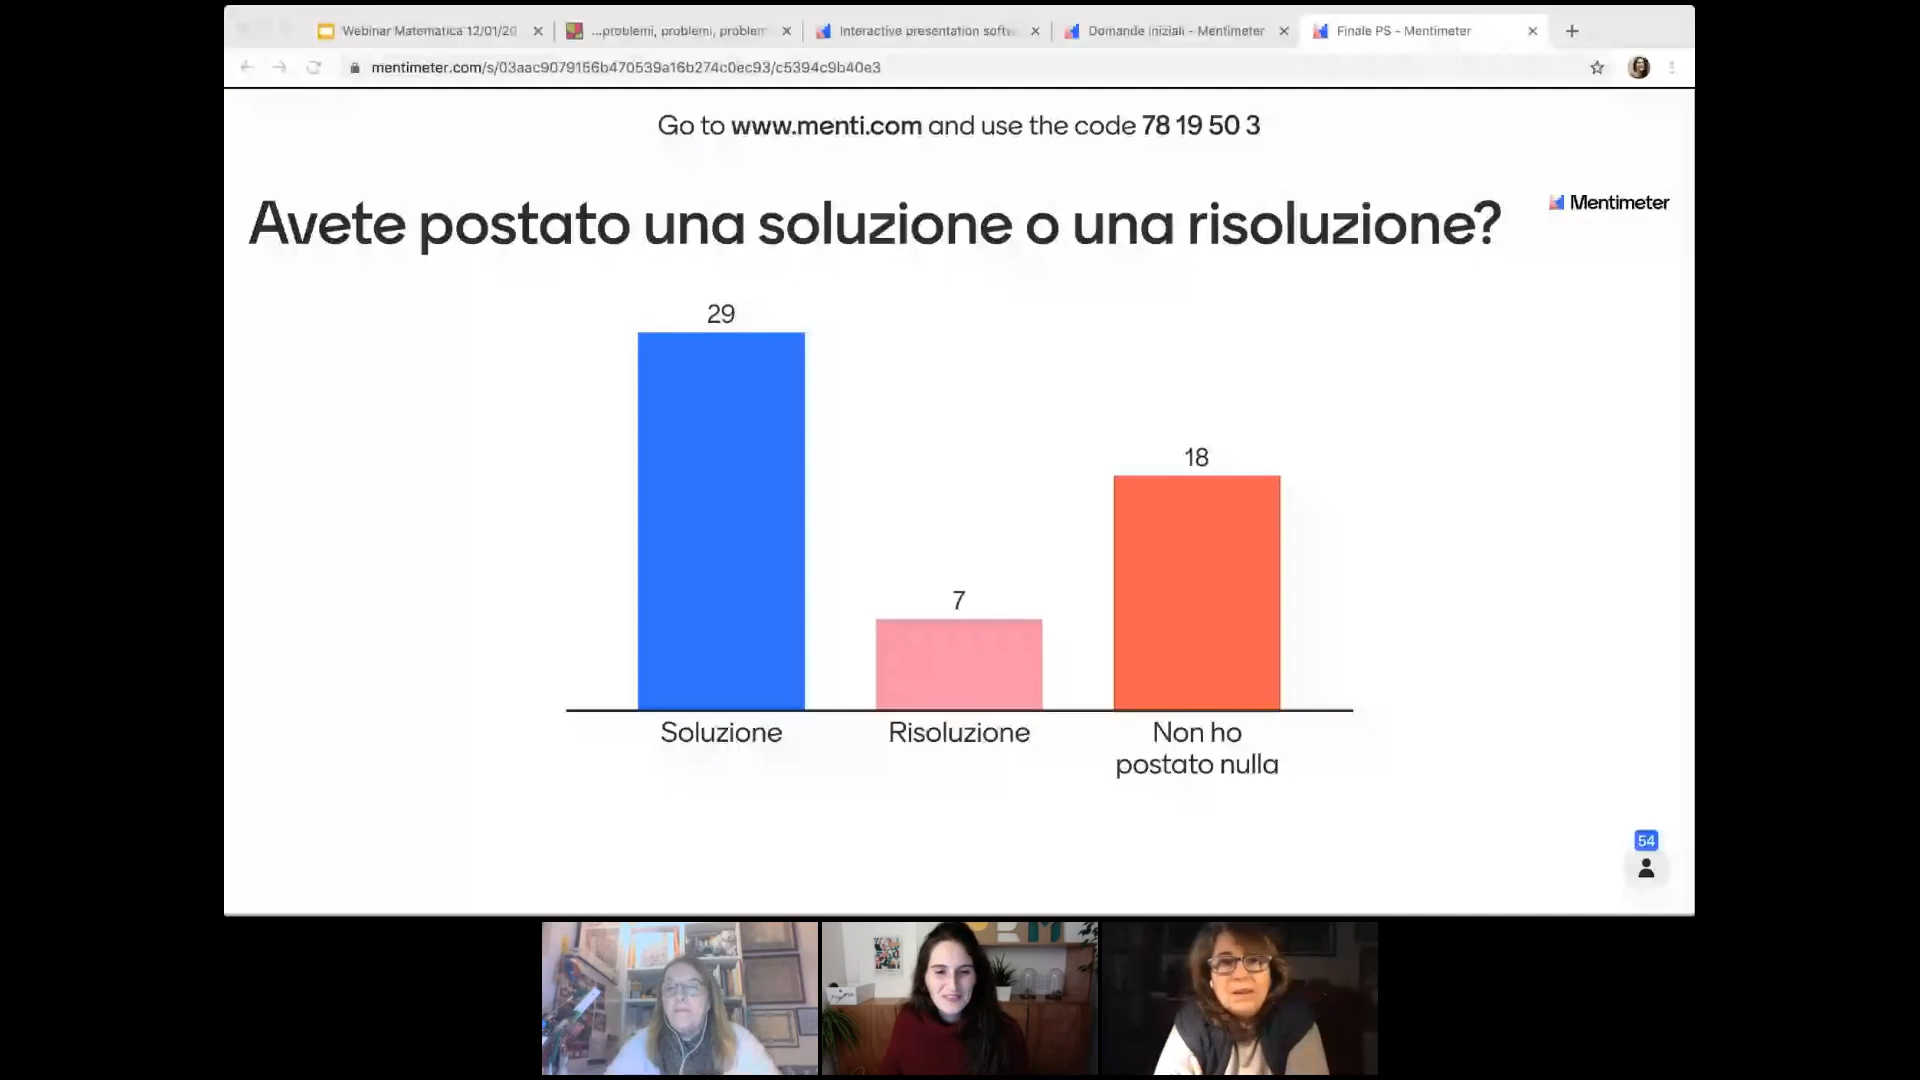 Webinar Matematica 12/01/20
...problemi, problemi, problem
Interactive presentation softw
Domande iniziali - Mentimeter
Finale PS - Mentimeter
mentimeter.com/s/03aac9079156b470539a16b274c0ec93/c5394c9b40e3
Go to www.menti.com and use the code 78 19 50 3
Avete postato una soluzione o una risoluzione?
Mentimeter
29
7
18
Soluzione
Risoluzione
Non ho
postato nulla
54